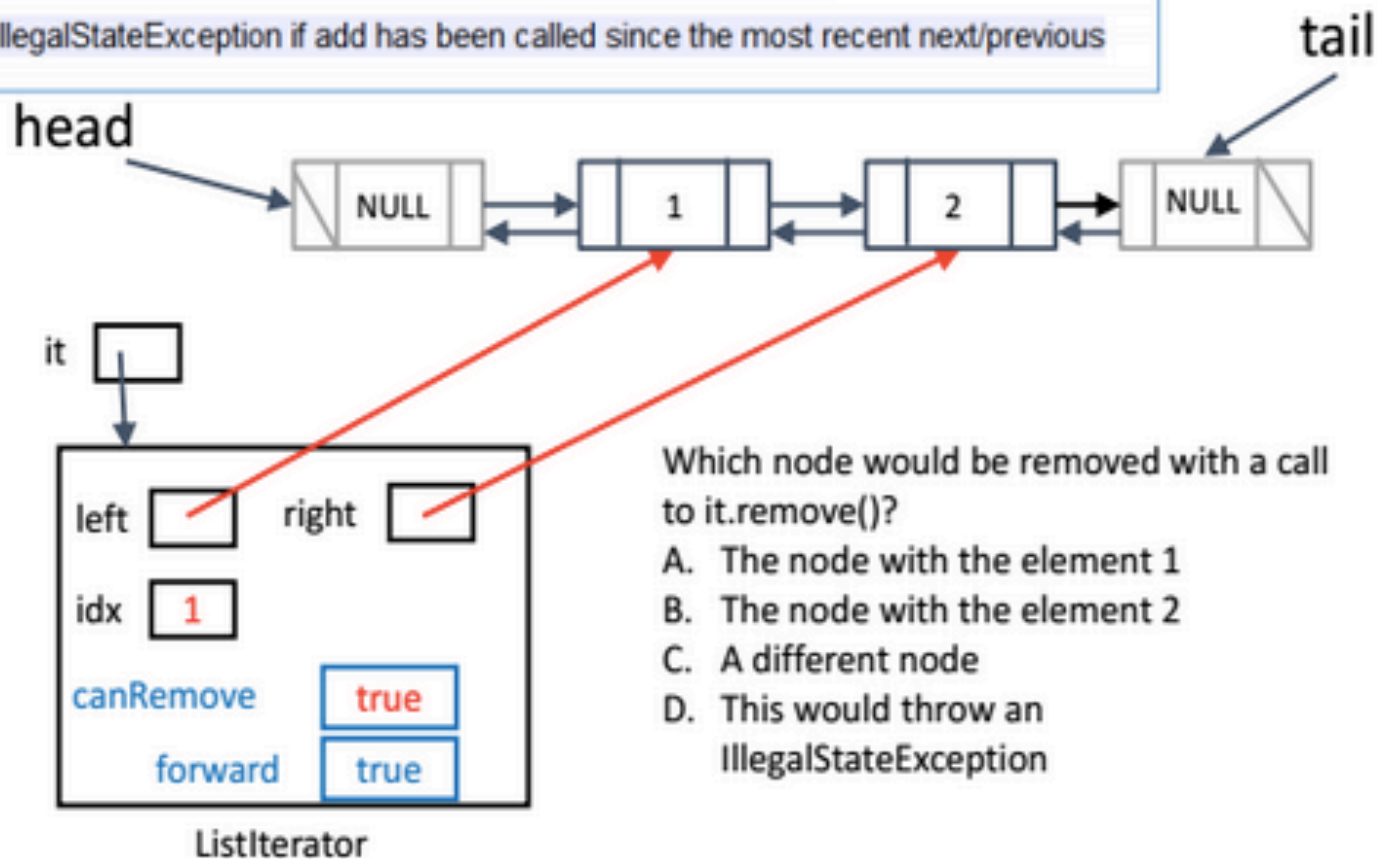 llegalStateException if add has been called since the most recent next/previous
tail
head
NULL
1
2
NULL
it
left
right
idx
1
canRemove
true
forward
true
ListIterator
Which node would be removed with a call
to it.remove()?
A. The node with the element 1
B. The node with the element 2
C. A different node
D. This would throw an
IllegalStateException